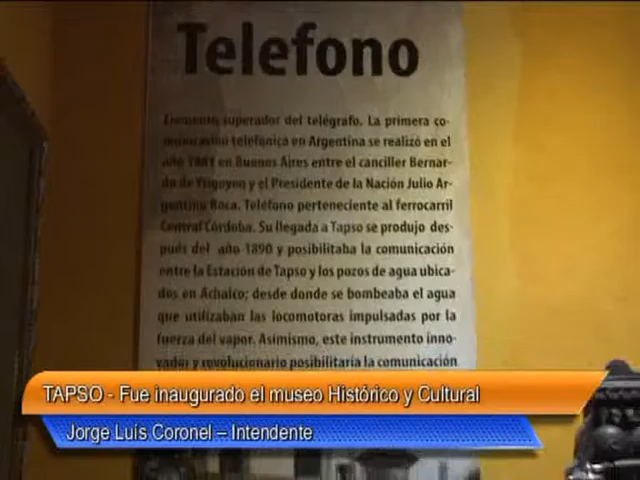 Telefono
Encuentro superador del telégrafo. La primera co-
municación telefónica en Argentina se realizó en el
año 1881 en Buenos Aires entre el canciller Bernar-
do de Yrigoyen y el Presidente de la Nación Julio Ar-
gentino Roca. Teléfono perteneciente al ferrocarril
Central Córdoba. Su llegada a Tapso se produjo des-
pués del año 1890 y posibilitaba la comunicación
entre la Estación de Tapso y los pozos de agua ubica-
dos en Achalco; desde donde se bombeaba el agua
que utilizaban las locomotoras impulsadas por la
fuerza del vapor. Asimismo, este instrumento inno-
vador y revolucionario posibilitaría la comunicación
TAPSO - Fue inaugurado el museo Histórico y Cultural
Jorge Luís Coronel – Intendente